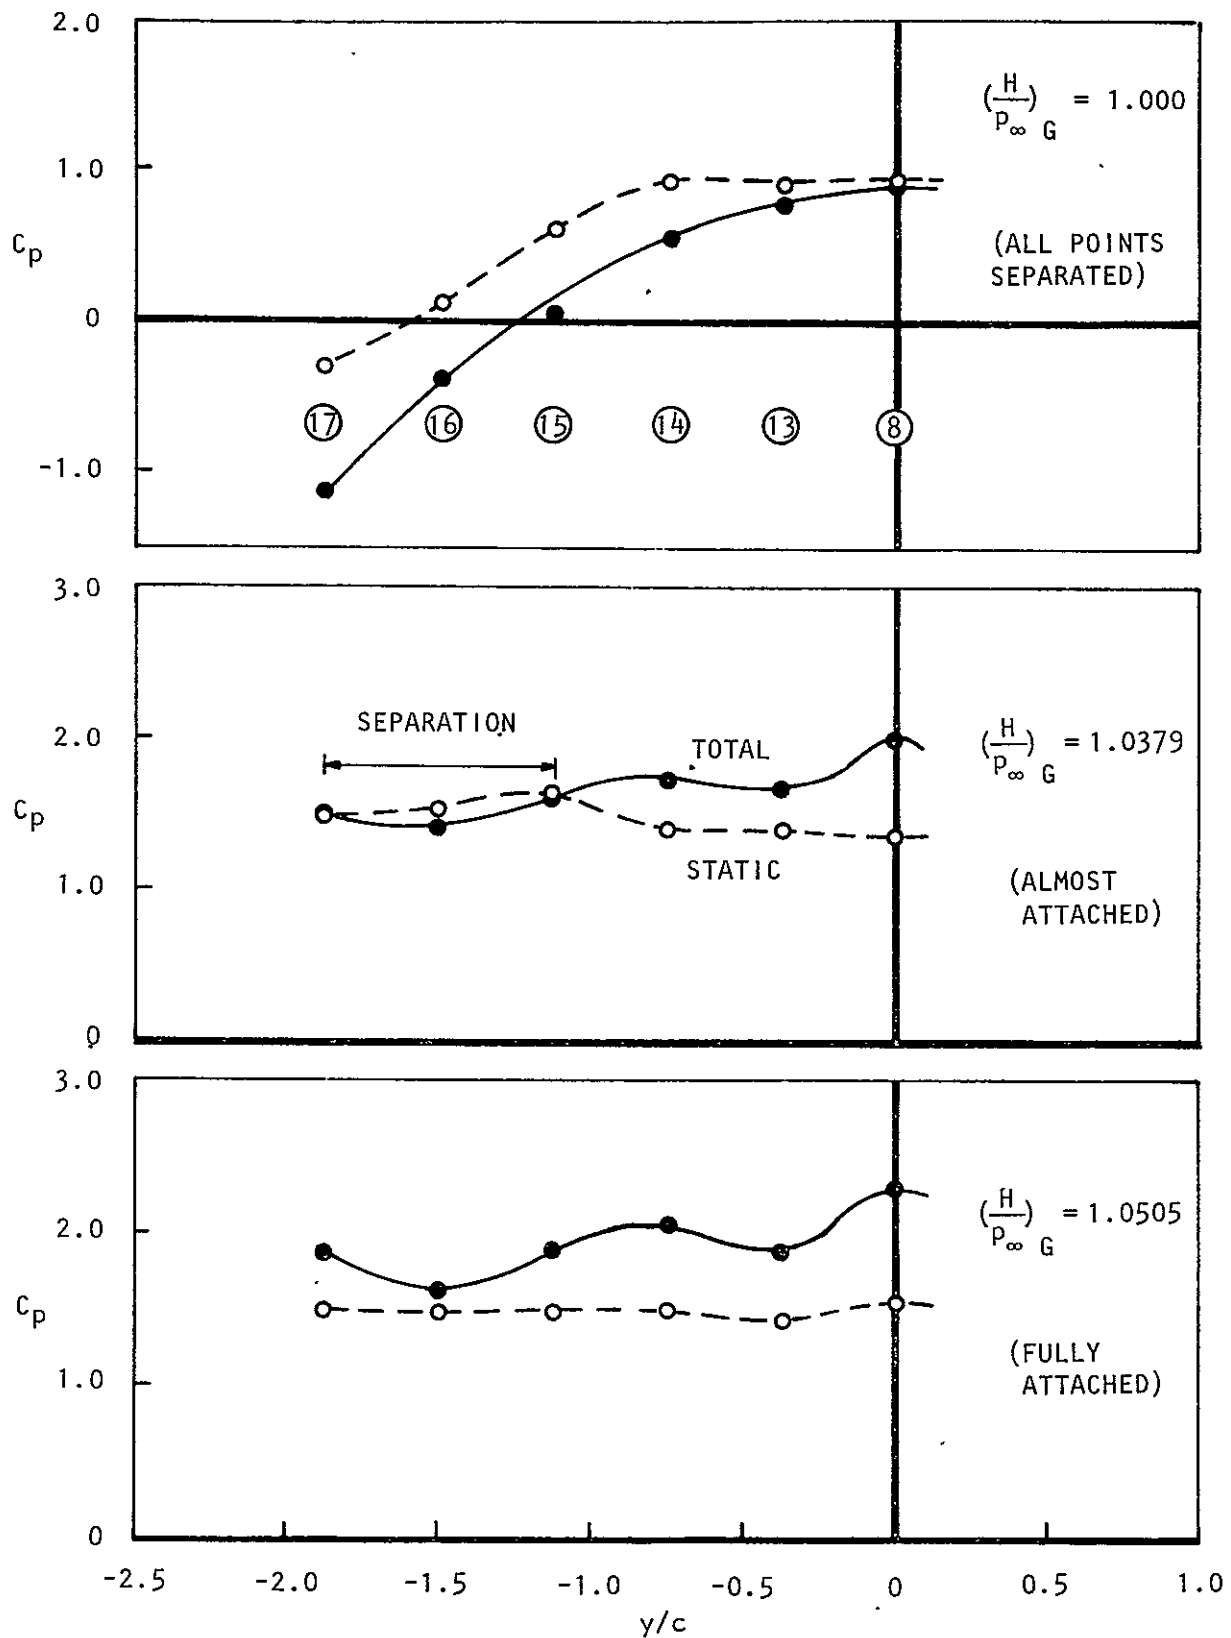 2.0
(H/p∞)G = 1.000
1.0
Cp
(ALL POINTS
SEPARATED)
0
17 16 15 14 13 8
-1.0
3.0
SEPARATION
2.0
TOTAL
(H/p∞)G = 1.0379
Cp
STATIC
1.0
(ALMOST
ATTACHED)
0
3.0
2.0
(H/p∞)G = 1.0505
Cp
(FULLY
ATTACHED)
1.0
0
-2.5 -2.0 -1.5 -1.0 -0.5 0 0.5 1.0
y/c